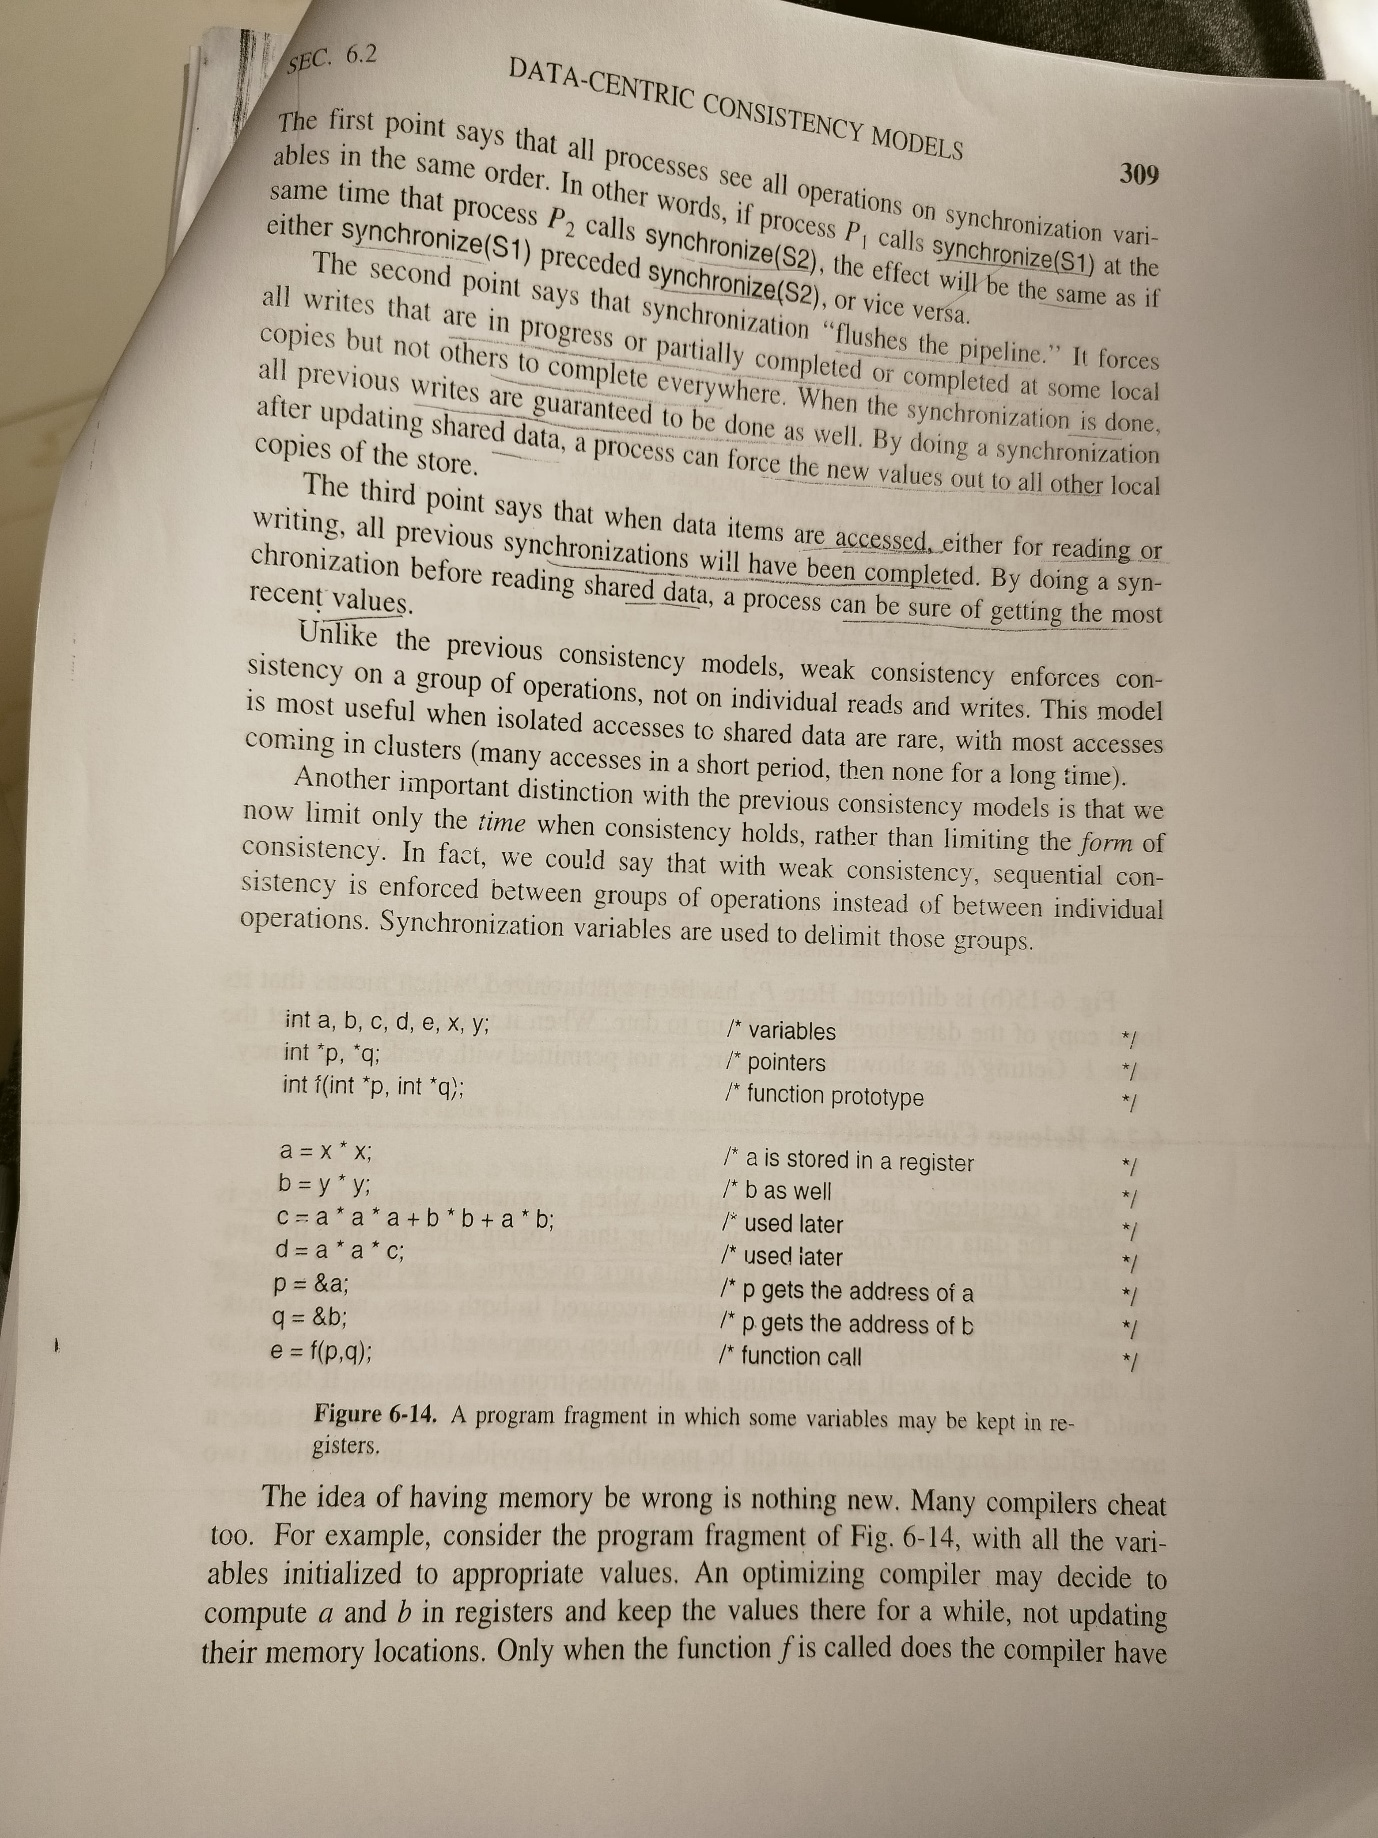 SEC. 6.2
DATA-CENTRIC CONSISTENCY MODELS
309
The first point says that all processes see all operations on synchronization vari-
ables in the same order. In other words, if process P1 calls synchronize(S1) at the
same time that process P2 calls synchronize(S2), the effect will be the same as if
either synchronize(S1) preceded synchronize(S2), or vice versa.
The second point says that synchronization “flushes the pipeline.” It forces
all writes that are in progress or partially completed or completed at some local
copies but not others to complete everywhere. When the synchronization is done,
all previous writes are guaranteed to be done as well. By doing a synchronization
after updating shared data, a process can force the new values out to all other local
copies of the store.
The third point says that when data items are accessed, either for reading or
writing, all previous synchronizations will have been completed. By doing a syn-
chronization before reading shared data, a process can be sure of getting the most
recent values.
Unlike the previous consistency models, weak consistency enforces con-
sistency on a group of operations, not on individual reads and writes. This model
is most useful when isolated accesses to shared data are rare, with most accesses
coming in clusters (many accesses in a short period, then none for a long time).
Another important distinction with the previous consistency models is that we
now limit only the time when consistency holds, rather than limiting the form of
consistency. In fact, we could say that with weak consistency, sequential con-
sistency is enforced between groups of operations instead of between individual
operations. Synchronization variables are used to delimit those groups.
int a, b, c, d, e, x, y; /* variables */
int *p, *q; /* pointers */
int f(int *p, int *q); /* function prototype */
a = x * x; /* a is stored in a register */
b = y * y; /* b as well */
c = a * a * a + b * b + a * b; /* used later */
d = a * a * c; /* used later */
p = &a; /* p gets the address of a */
q = &b; /* p gets the address of b */
e = f(p,q); /* function call */
Figure 6-14. A program fragment in which some variables may be kept in re-
gisters.
The idea of having memory be wrong is nothing new. Many compilers cheat
too. For example, consider the program fragment of Fig. 6-14, with all the vari-
ables initialized to appropriate values. An optimizing compiler may decide to
compute a and b in registers and keep the values there for a while, not updating
their memory locations. Only when the function f is called does the compiler have